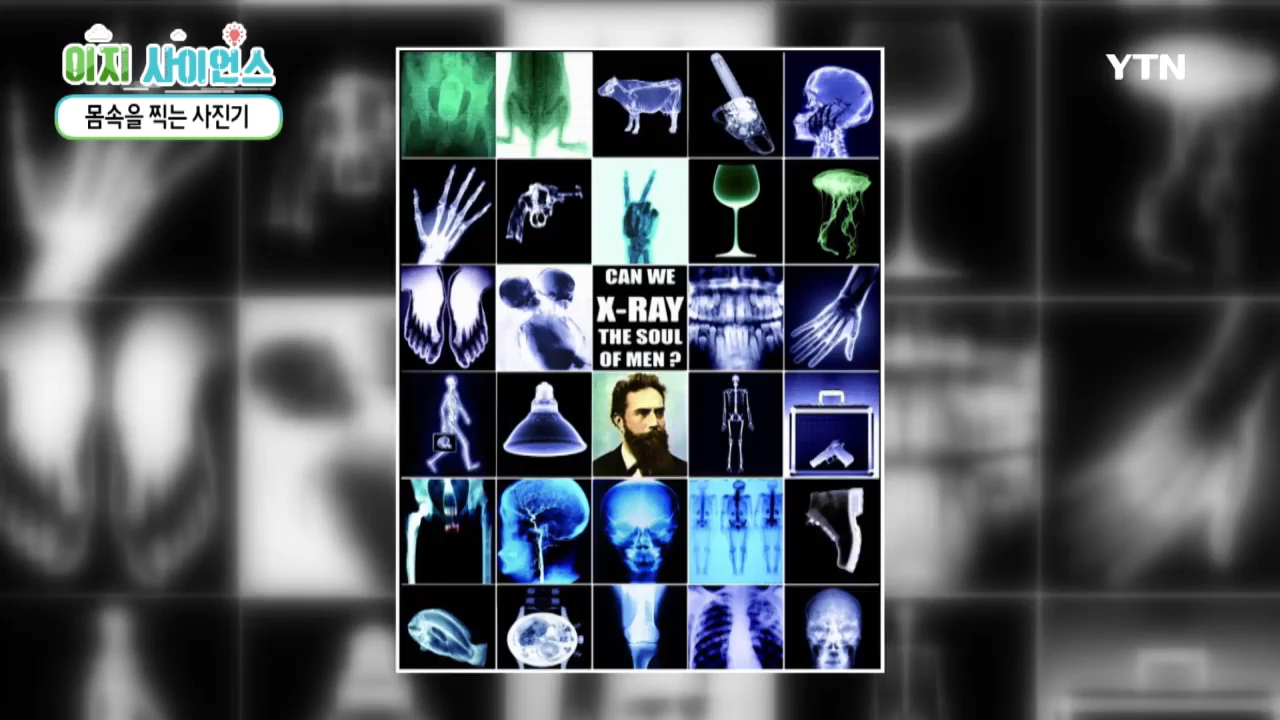 이지 사이언스
몸속을 찍는 사진기
YTN
CAN WE
X-RAY
THE SOUL
OF MEN ?